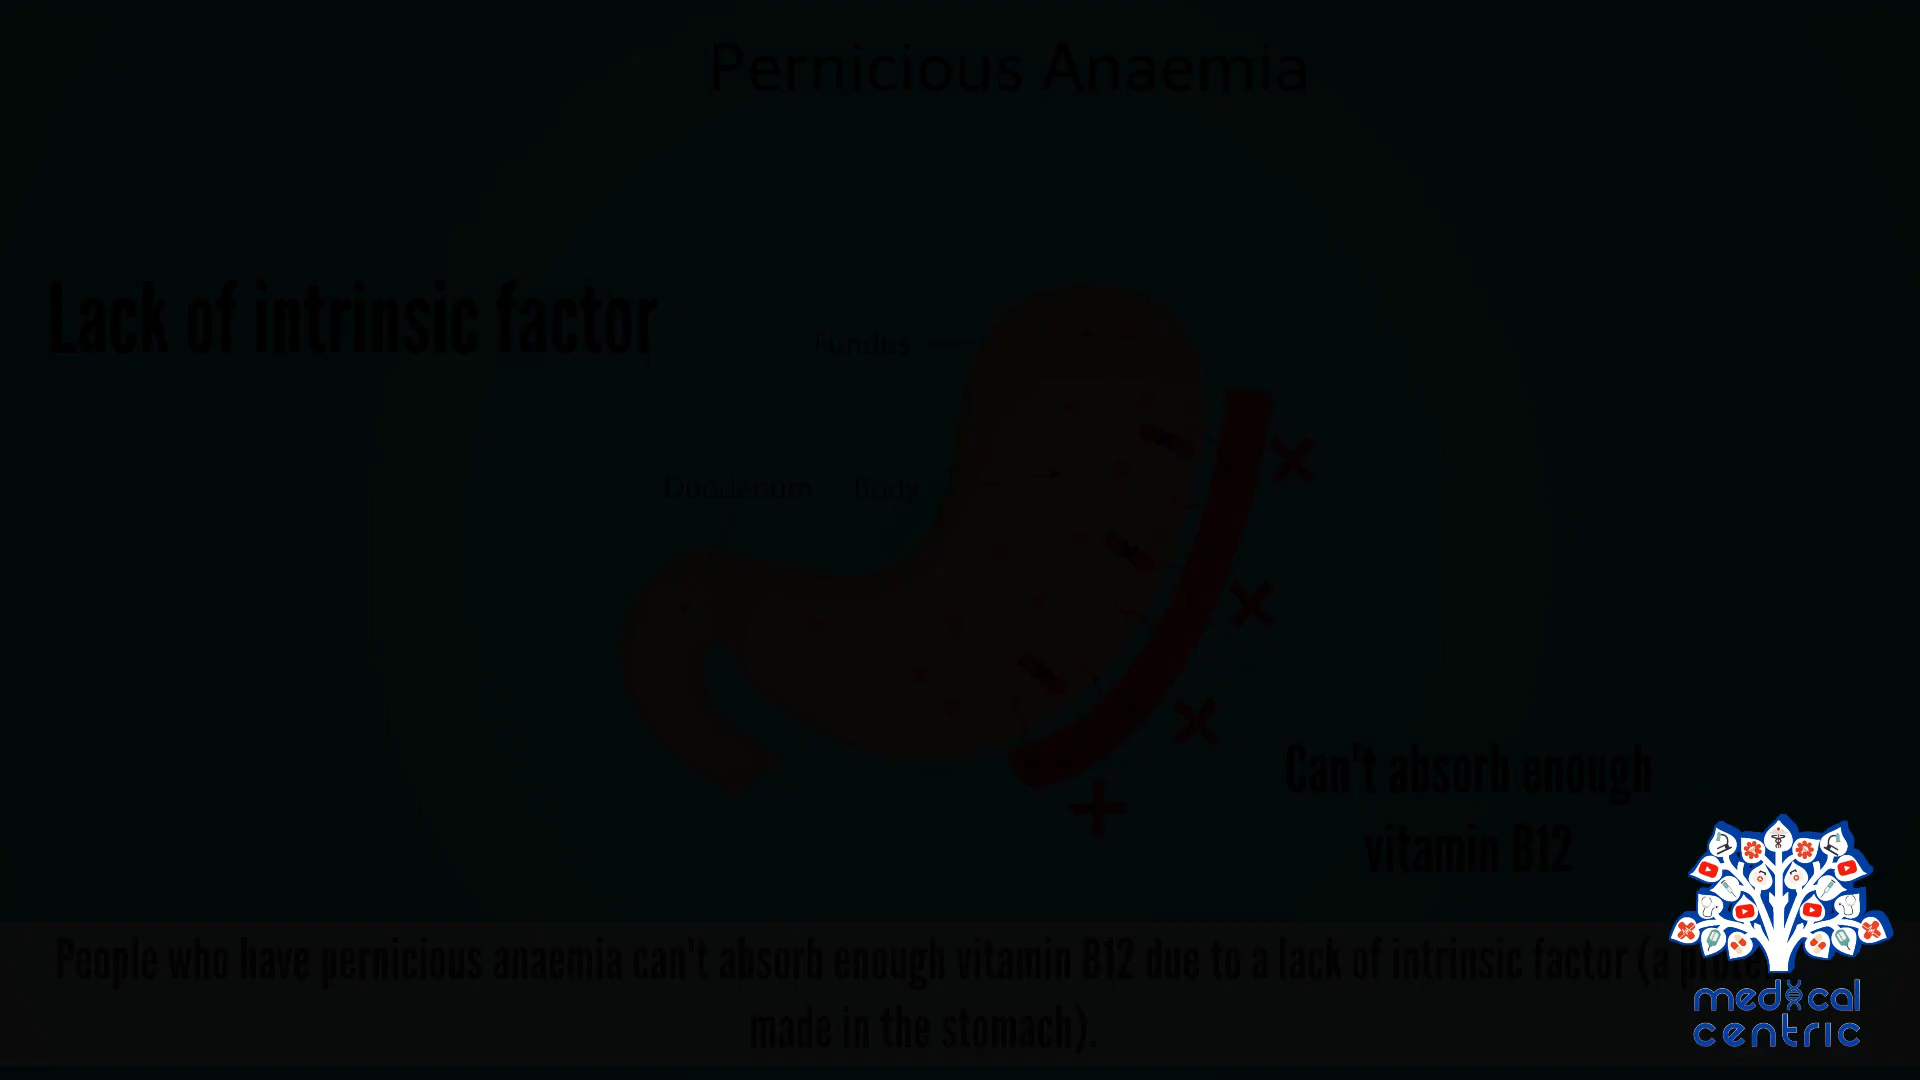 Pernicious Anaemia
Lack of intrinsic factor
Fundus
Duodenum
Body
Can't absorb enough
vitamin B12
People who have pernicious anaemia can't absorb enough vitamin B12 due to a lack of intrinsic factor (a protein
made in the stomach).
medical
centric